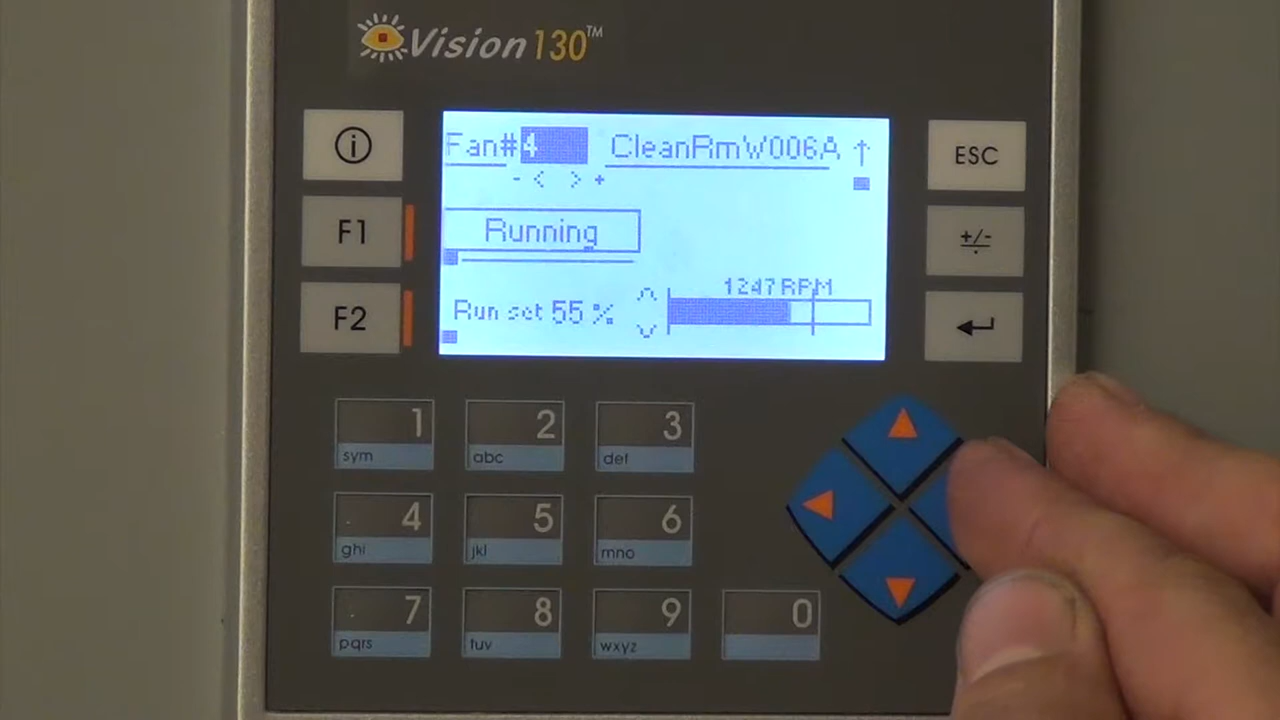 Vision130™
Fan#4 CleanRmW006A ↑
- < > +
Running
1247 RPM
Run set 55 %
i
F1
F2
ESC
+/-
1 sym
2 abc
3 def
4 ghi
5 jkl
6 mno
7 pqrs
8 tuv
9 wxyz
0